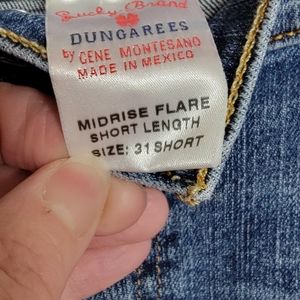 Lucky Brand
DUNGAREES
by GENE MONTESANO
MADE IN MEXICO
MIDRISE FLARE
SHORT LENGTH
SIZE: 31 SHORT